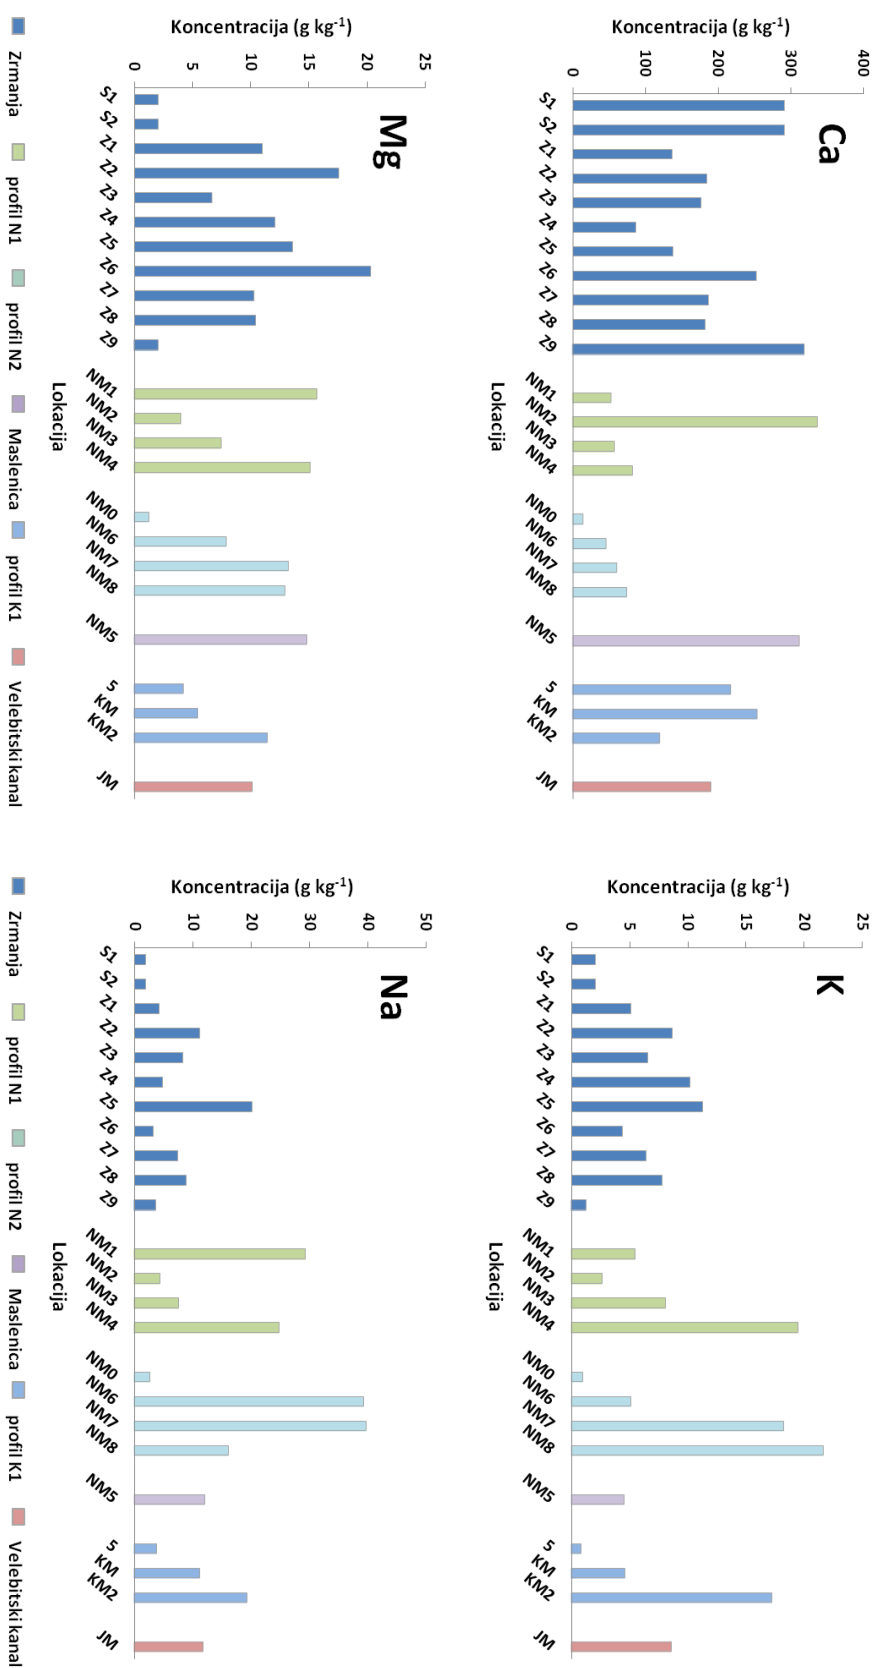 Ca
Koncentracija (g kg⁻¹)
400
300
200
100
0
S1 S2 Z1 Z2 Z3 Z4 Z5 Z6 Z7 Z8 Z9 NM1 NM2 NM3 NM4 NM0 NM6 NM7 NM8 NM5 5 KM KM2 JM
Lokacija
K
Koncentracija (g kg⁻¹)
25
20
15
10
5
0
S1 S2 Z1 Z2 Z3 Z4 Z5 Z6 Z7 Z8 Z9 NM1 NM2 NM3 NM4 NM0 NM6 NM7 NM8 NM5 5 KM KM2 JM
Lokacija
Mg
Koncentracija (g kg⁻¹)
25
20
15
10
5
0
S1 S2 Z1 Z2 Z3 Z4 Z5 Z6 Z7 Z8 Z9 NM1 NM2 NM3 NM4 NM0 NM6 NM7 NM8 NM5 5 KM KM2 JM
Lokacija
Zrmanja profil N1 profil N2 Maslenica profil K1 Velebitski kanal
Na
Koncentracija (g kg⁻¹)
50
40
30
20
10
0
S1 S2 Z1 Z2 Z3 Z4 Z5 Z6 Z7 Z8 Z9 NM1 NM2 NM3 NM4 NM0 NM6 NM7 NM8 NM5 5 KM KM2 JM
Lokacija
Zrmanja profil N1 profil N2 Maslenica profil K1 Velebitski kanal